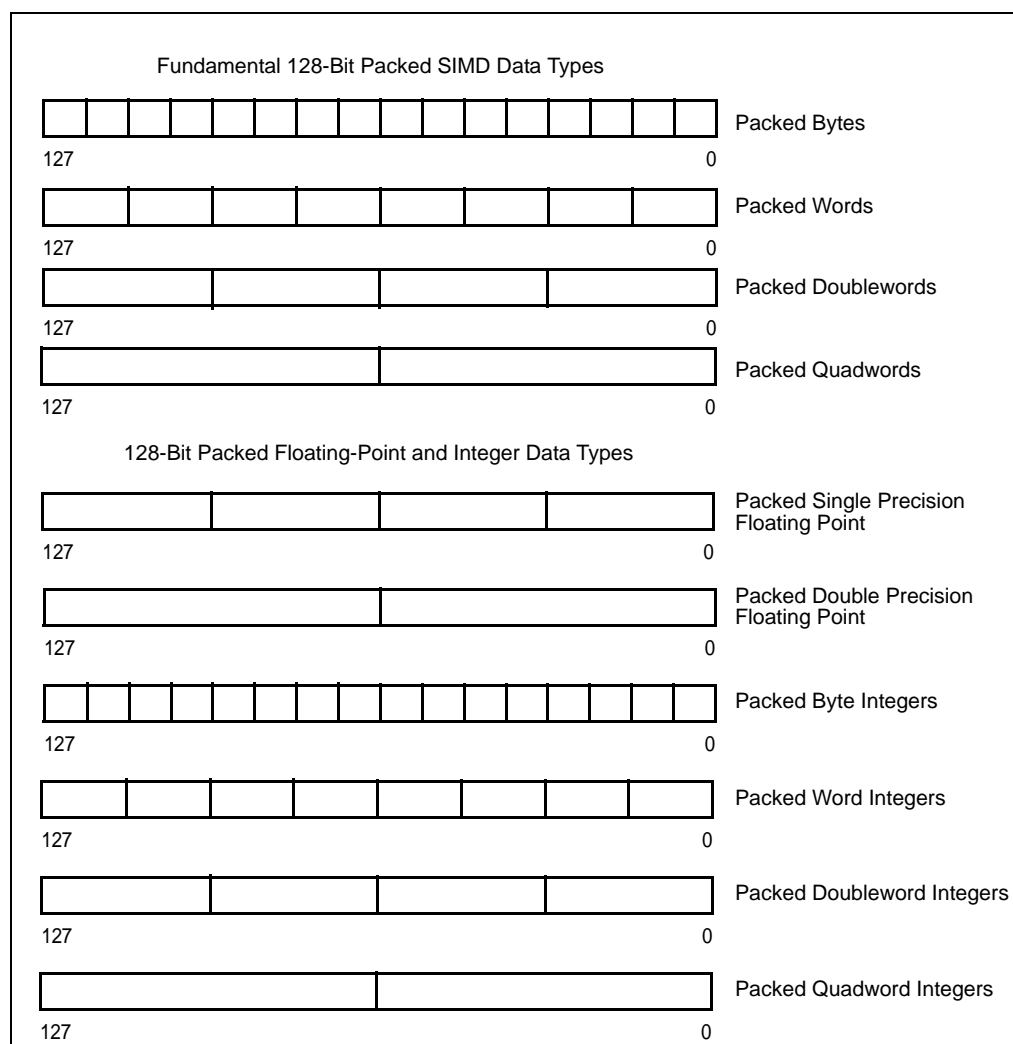 Fundamental 128-Bit Packed SIMD Data Types
Packed Bytes
127 0
Packed Words
127 0
Packed Doublewords
127 0
Packed Quadwords
127 0
128-Bit Packed Floating-Point and Integer Data Types
Packed Single Precision
Floating Point
127 0
Packed Double Precision
Floating Point
127 0
Packed Byte Integers
127 0
Packed Word Integers
127 0
Packed Doubleword Integers
127 0
Packed Quadword Integers
127 0